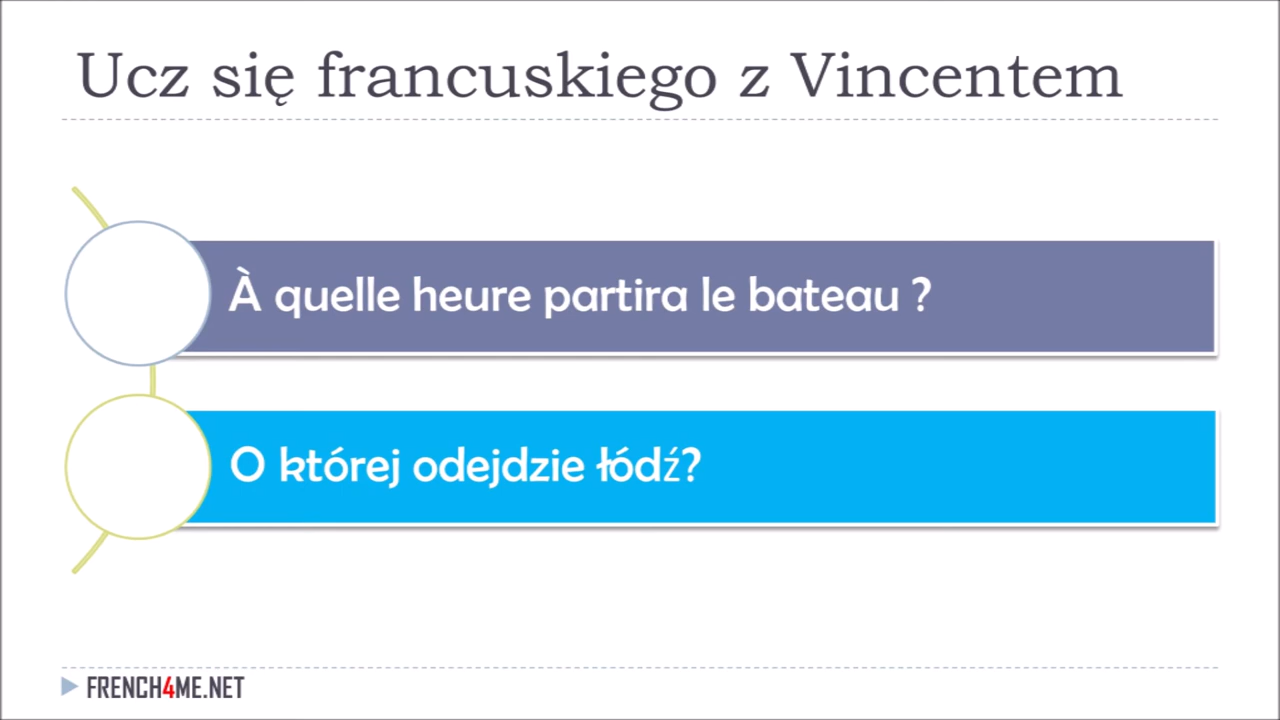 Ucz się francuskiego z Vincentem
À quelle heure partira le bateau ?
O której odejdzie łódź?
FRENCH4ME.NET